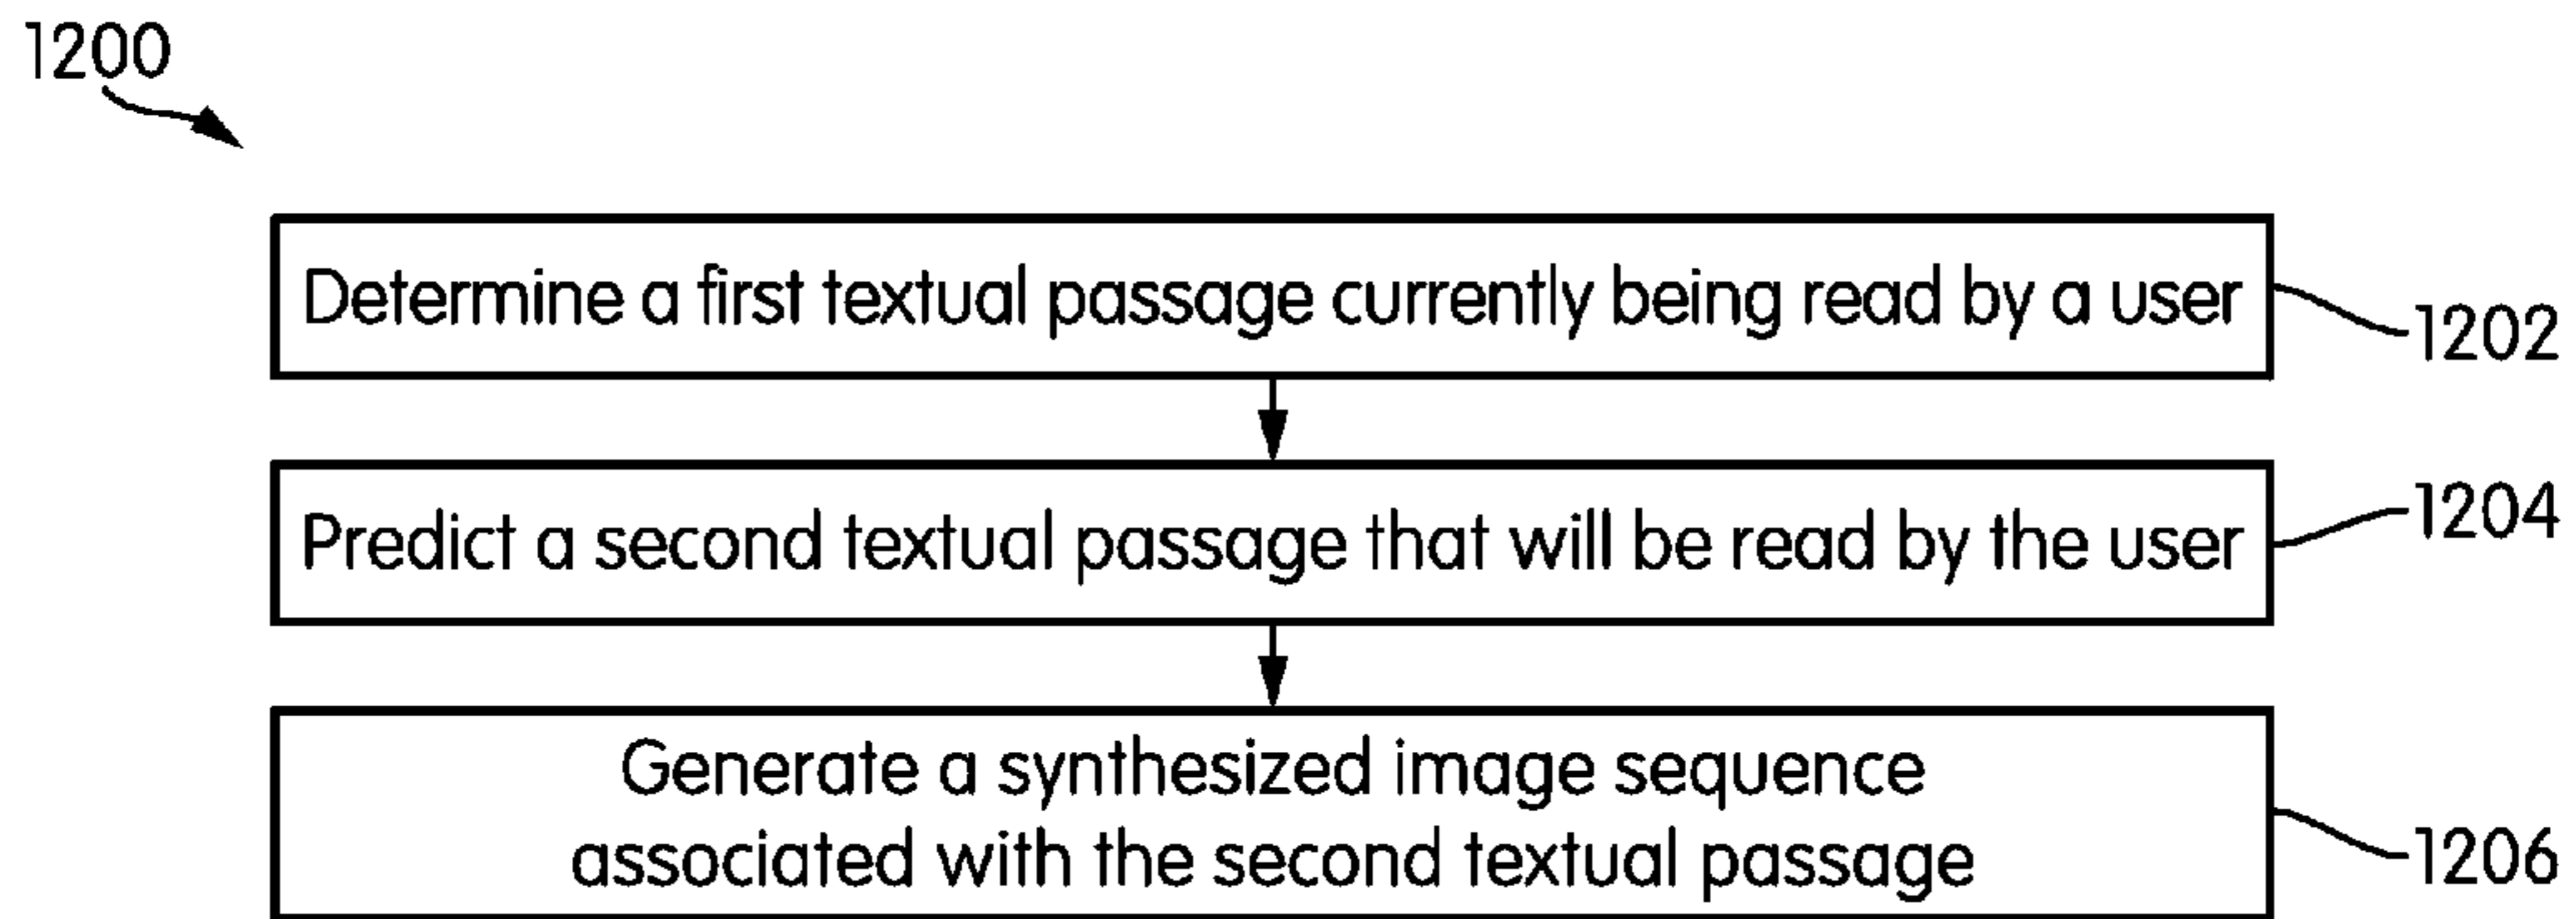 1200
Determine a first textual passage currently being read by a user
1202
Predict a second textual passage that will be read by the user
1204
Generate a synthesized image sequence
associated with the second textual passage
1206